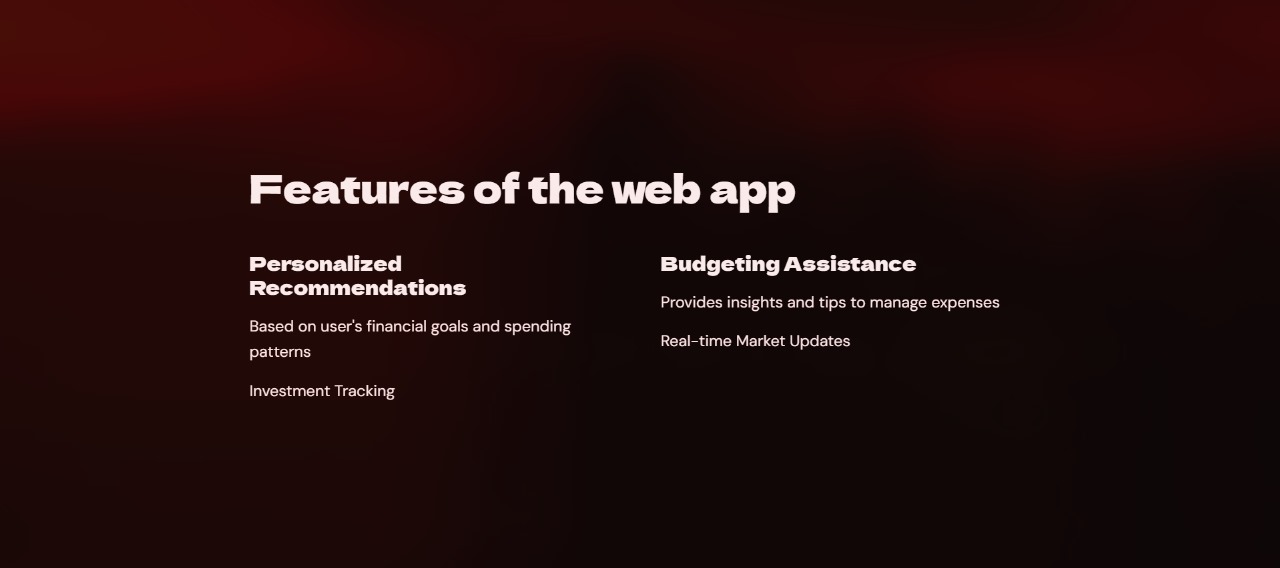 Features of the web app
Personalized
Recommendations
Based on user's financial goals and spending
patterns
Investment Tracking
Budgeting Assistance
Provides insights and tips to manage expenses
Real-time Market Updates